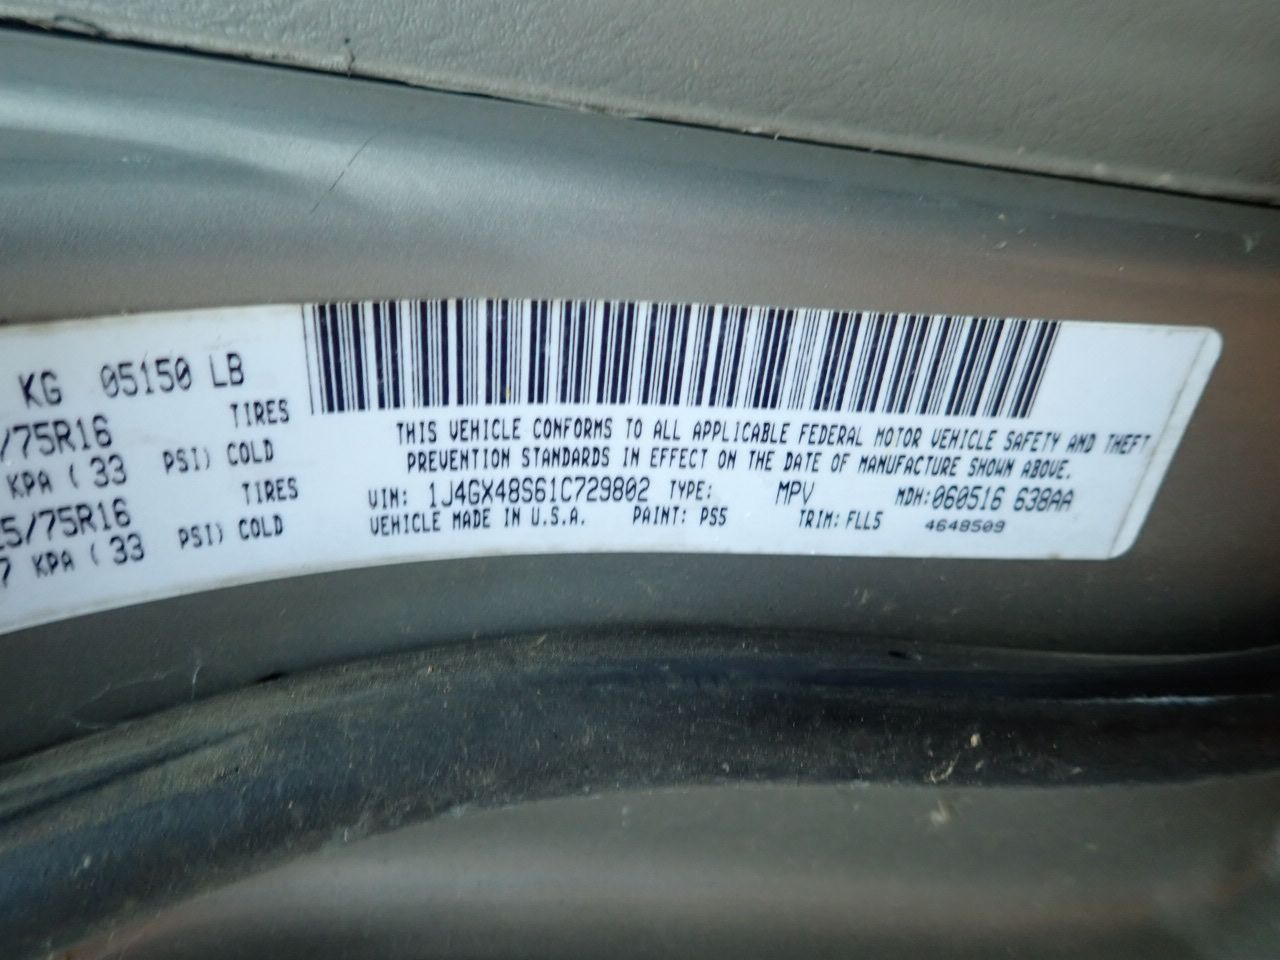 KG 05150 LB
/75R16 TIRES
KPA ( 33 PSI) COLD
5/75R16 TIRES
7 KPA ( 33 PSI) COLD
THIS VEHICLE CONFORMS TO ALL APPLICABLE FEDERAL MOTOR VEHICLE SAFETY AND THEFT
PREVENTION STANDARDS IN EFFECT ON THE DATE OF MANUFACTURE SHOWN ABOVE.
VIN: 1J4GX48S61C729802 TYPE: MPV MDH:060516 638AA
VEHICLE MADE IN U.S.A. PAINT: PS5 TRIM: FLL5 4648509